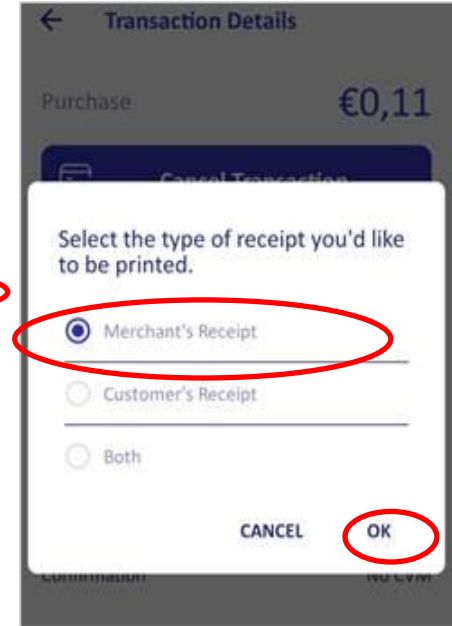 Transaction Details
Purchase €0,11
Cancel Transaction
Select the type of receipt you'd like
to be printed.
Merchant's Receipt
Customer's Receipt
Both
CANCEL OK
Confirmation No CVM